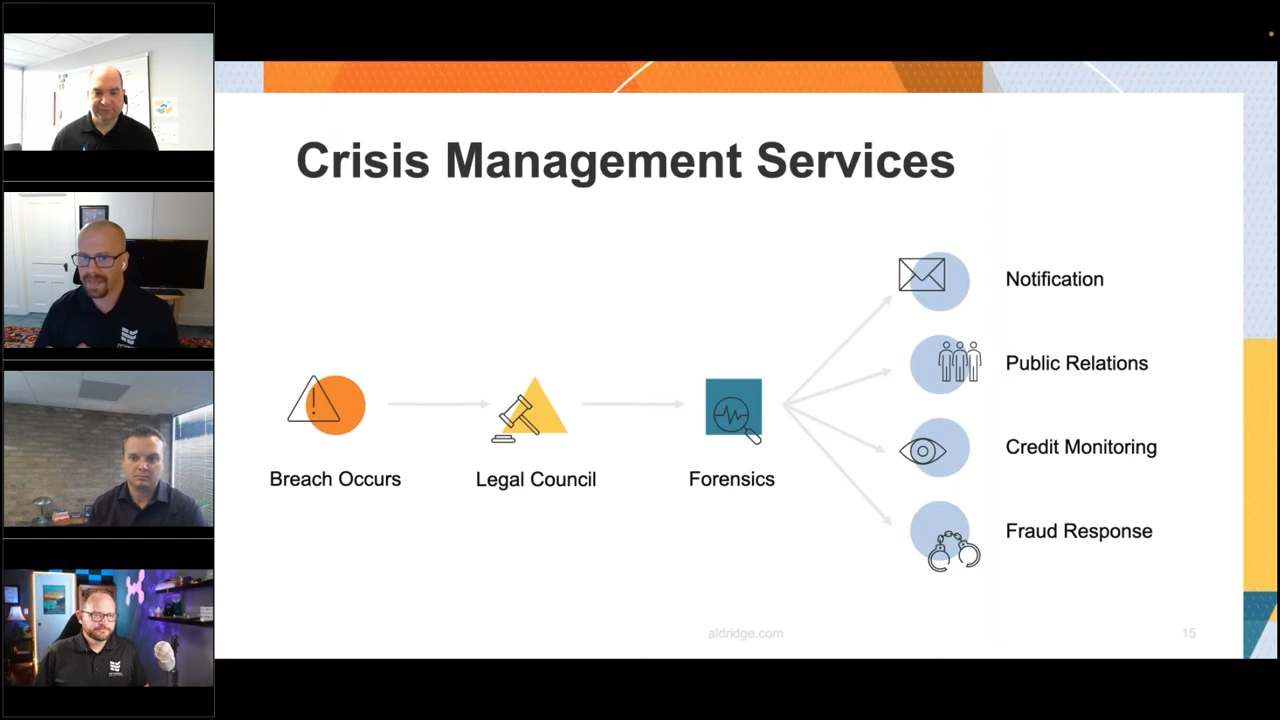 Crisis Management Services
Notification
Public Relations
Credit Monitoring
Fraud Response
Breach Occurs
Legal Council
Forensics
aldridge.com
15